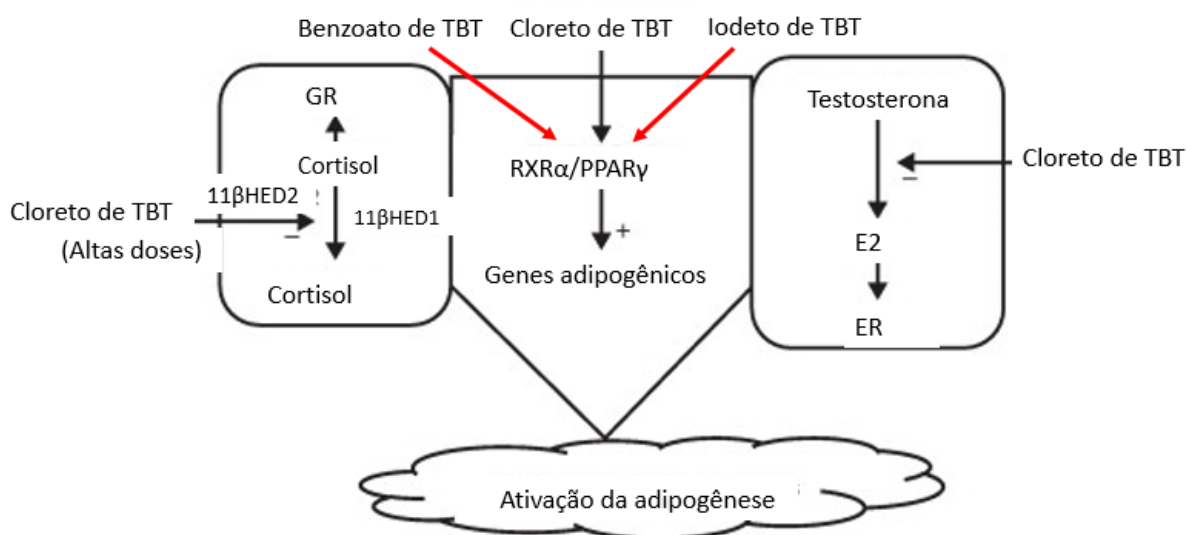 Benzoato de TBT
Cloreto de TBT
Iodeto de TBT
GR
Cortisol
11βHED2
11βHED1
Cloreto de TBT
(Altas doses)
−
Cortisol
RXRα/PPARγ
+
Genes adipogênicos
Testosterona
Cloreto de TBT
−
E2
ER
Ativação da adipogênese